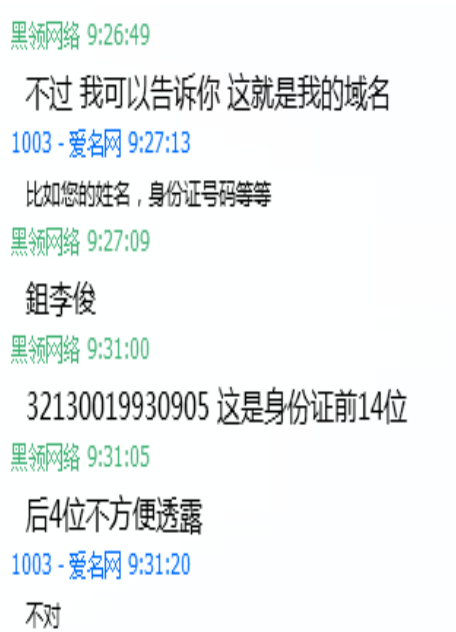 黑领网络 9:26:49
不过 我可以告诉你 这就是我的域名
1003 - 爱名网 9:27:13
比如您的姓名，身份证号码等等
黑领网络 9:27:09
鉏李俊
黑领网络 9:31:00
32130019930905 这是身份证前14位
黑领网络 9:31:05
后4位不方便透露
1003 - 爱名网 9:31:20
不对